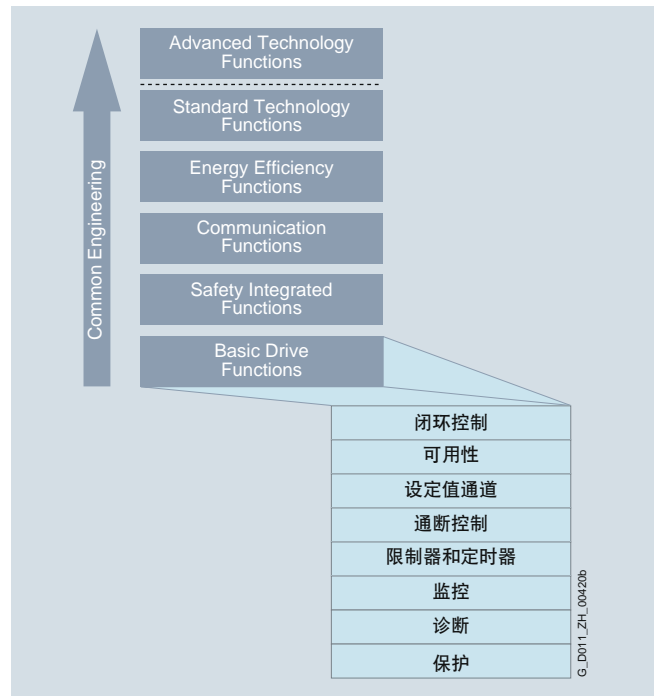 Advanced Technology
Functions
Standard Technology
Functions
Energy Efficiency
Functions
Communication
Functions
Safety Integrated
Functions
Basic Drive
Functions
Common Engineering
闭环控制
可用性
设定值通道
通断控制
限制器和定时器
监控
诊断
保护
G_D011_ZH_00420b